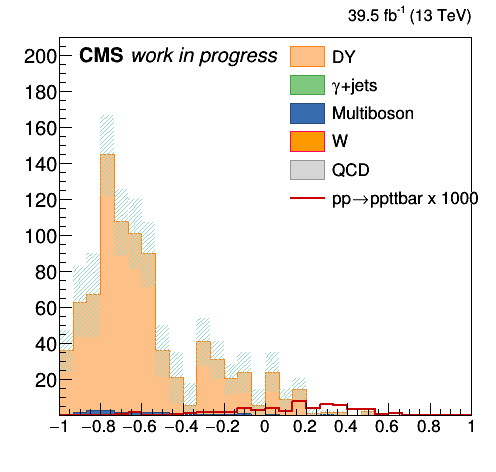 39.5 fb⁻¹ (13 TeV)
CMS work in progress
DY
γ+jets
Multiboson
W
QCD
pp→ppttbar x 1000
200
180
160
140
120
100
80
60
40
20
−1 −0.8 −0.6 −0.4 −0.2 0 0.2 0.4 0.6 0.8 1